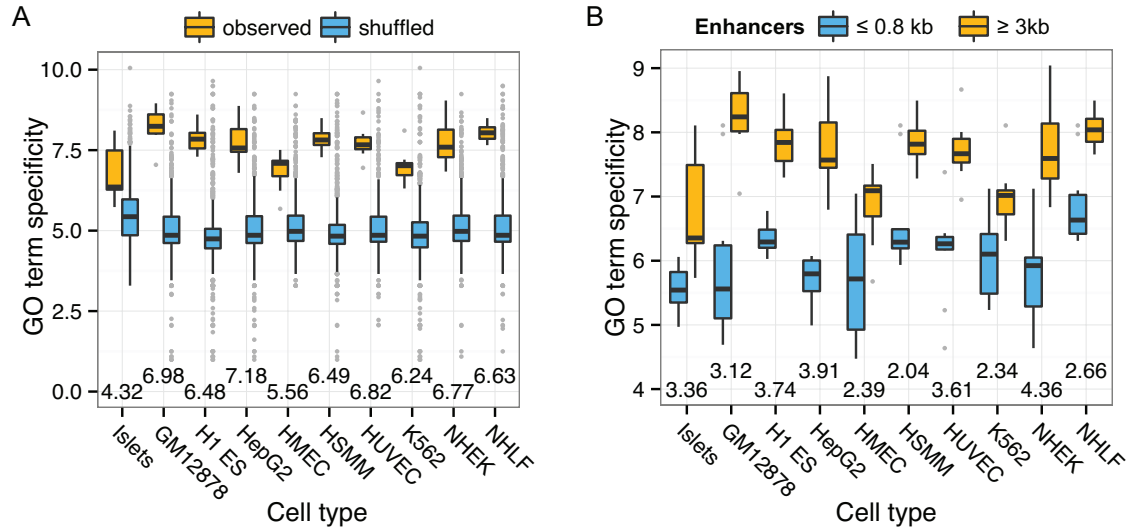 A
observed shuffled
GO term specificity
10.0
7.5
5.0
2.5
0.0
4.32 6.98 6.48 7.18 5.56 6.49 6.82 6.24 6.77 6.63
Islets GM12878 H1 ES HepG2 HMEC HSMM HUVEC K562 NHEK NHLF
Cell type
B
Enhancers ≤ 0.8 kb ≥ 3kb
GO term specificity
9
8
7
6
5
4
3.36 3.12 3.74 3.91 2.39 2.04 3.61 2.34 4.36 2.66
Islets GM12878 H1 ES HepG2 HMEC HSMM HUVEC K562 NHEK NHLF
Cell type